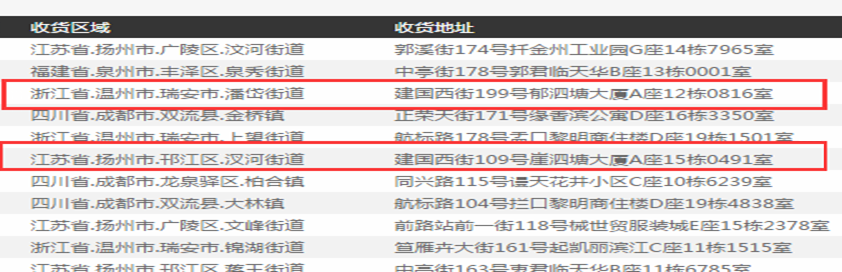 收货区域 收货地址
江苏省.扬州市.广陵区.汶河街道 郭溪街174号扦金州工业园G座14栋7965室
福建省.泉州市.丰泽区.泉秀街道 中亭街178号郭君临天华B座13栋0001室
浙江省.温州市.瑞安市.潘岱街道 建国西街199号郁泗塘大厦A座12栋0816室
四川省.成都市.双流县.金桥镇 正荣天街171号缘善滨公寓D座16栋3350室
浙江省.温州市.瑞安市.上望街道 航标路178号孟口黎明商住楼D座19栋1501室
江苏省.扬州市.邗江区.汊河街道 建国西街109号崖泗塘大厦A座15栋0491室
四川省.成都市.龙泉驿区.柏合镇 同兴路115号谩天花井小区C座10栋6239室
四川省.成都市.双流县.大林镇 航标路104号拦口黎明商住楼D座19栋4838室
江苏省.扬州市.广陵区.文峰街道 前路站前一街118号械世贸服装城E座15栋2378室
浙江省.温州市.瑞安市.锦湖街道 笪雁卉大街161号起凯丽滨江C座11栋1515室
江苏省.扬州市.邗江区 街道 中亭街163号 君临天华B座11栋6785室